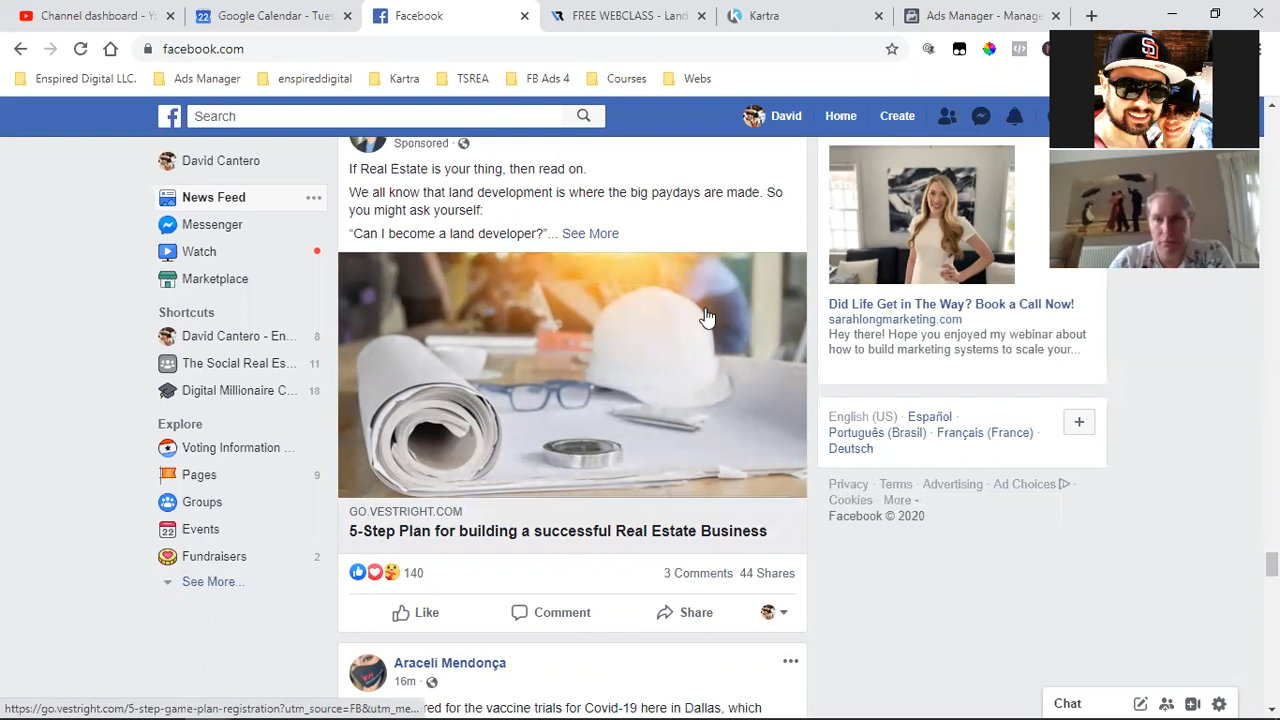 Channel dashboard - Yo
Google Calendar - Tues
Facebook
FREE WEBCLASS - Land
Kartra
Ads Manager - Manage
facebook.com
Enspired Digital LLC.
Ads Manager
enspireddigital
Kartra
TSREA
FB Ads 4
Courses
Webs
Search
David
Home
Create
David Cantero
News Feed
Messenger
Watch
Marketplace
Shortcuts
David Cantero - En... 8
The Social Real Es... 11
Digital Millionaire C... 18
Explore
Voting Information ...
Pages 9
Groups
22 Events
Fundraisers 2
See More...
Sponsored ·
If Real Estate is your thing, then read on.
We all know that land development is where the big paydays are made. So
you might ask yourself:
“Can I become a land developer?”... See More
GO.VESTRIGHT.COM
5-Step Plan for building a successful Real Estate Business
140
3 Comments 44 Shares
Like
Comment
Share
Araceli Mendonça
16m ·
red for the vaccine trials for Covid-19 here in Dallas, which
Did Life Get in The Way? Book a Call Now!
sarahlongmarketing.com
Hey there! Hope you enjoyed my webinar about
how to build marketing systems to scale your...
English (US) · Español ·
Português (Brasil) · Français (France) ·
Deutsch
Privacy · Terms · Advertising · Ad Choices ·
Cookies · More
Facebook © 2020
Chat
https://go.vestright.com/5-step-game-plan-registration?utm_source=FB&utm_me...